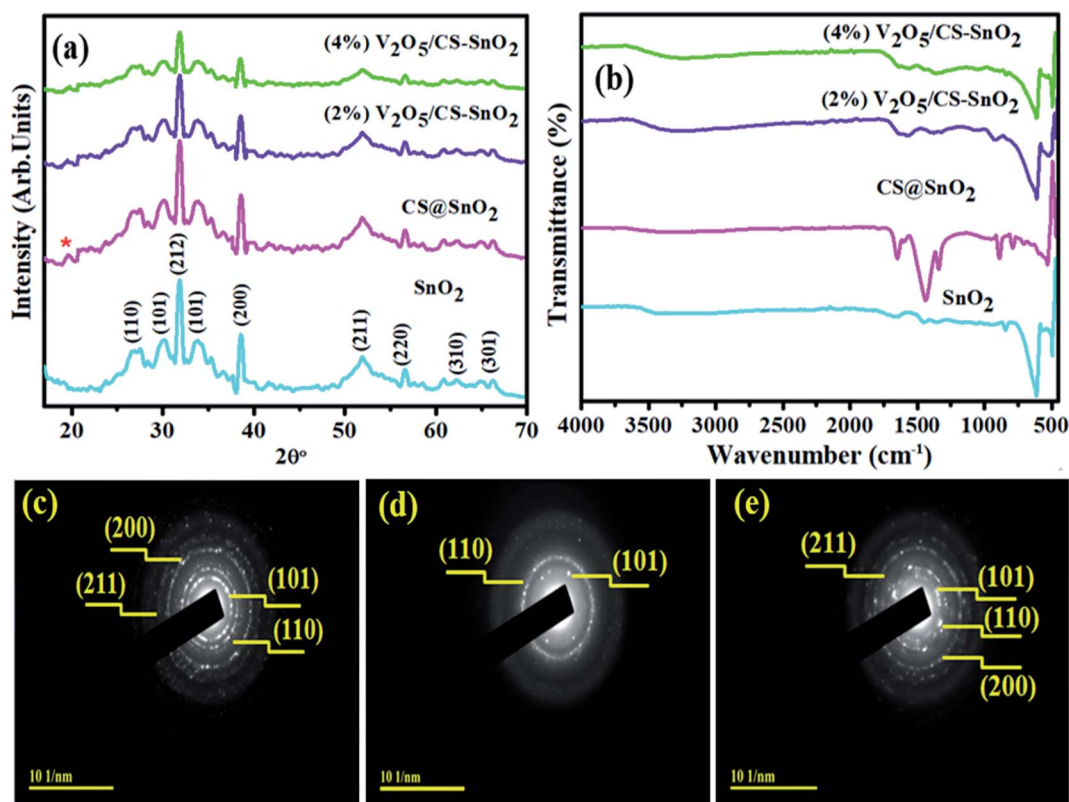 (a)
(4%) V₂O₅/CS-SnO₂
(2%) V₂O₅/CS-SnO₂
CS@SnO₂
*
SnO₂
(110)
(101)
(212)
(101)
(200)
(211)
(220)
(310)
(301)
Intensity (Arb.Units)
20 30 40 50 60 70
2θ°
(b)
(4%) V₂O₅/CS-SnO₂
(2%) V₂O₅/CS-SnO₂
CS@SnO₂
SnO₂
Transmittance (%)
4000 3500 3000 2500 2000 1500 1000 500
Wavenumber (cm⁻¹)
(c)
(200)
(211)
(101)
(110)
10 1/nm
(d)
(110)
(101)
10 1/nm
(e)
(211)
(101)
(110)
(200)
10 1/nm